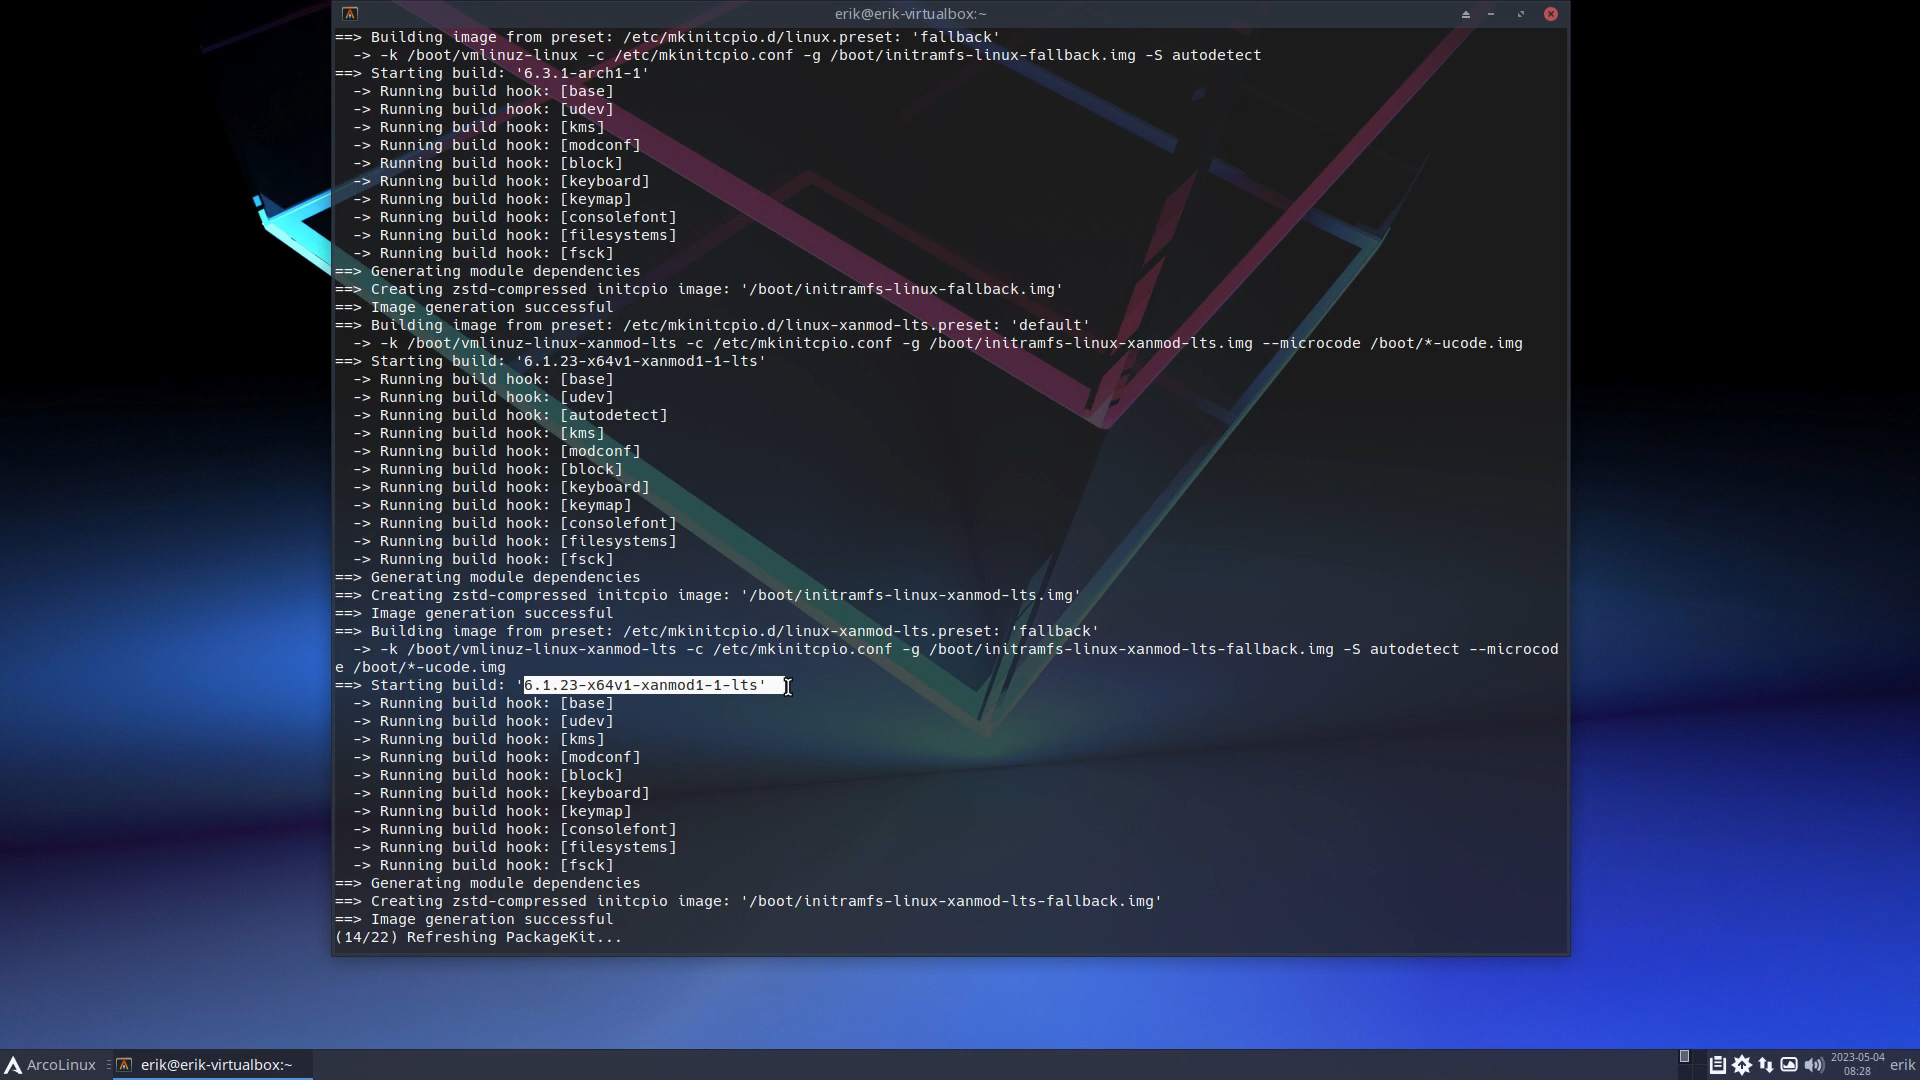 erik@erik-virtualbox:~
==> Building image from preset: /etc/mkinitcpio.d/linux.preset: 'fallback'
  -> -k /boot/vmlinuz-linux -c /etc/mkinitcpio.conf -g /boot/initramfs-linux-fallback.img -S autodetect
==> Starting build: '6.3.1-arch1-1'
  -> Running build hook: [base]
  -> Running build hook: [udev]
  -> Running build hook: [kms]
  -> Running build hook: [modconf]
  -> Running build hook: [block]
  -> Running build hook: [keyboard]
  -> Running build hook: [keymap]
  -> Running build hook: [consolefont]
  -> Running build hook: [filesystems]
  -> Running build hook: [fsck]
==> Generating module dependencies
==> Creating zstd-compressed initcpio image: '/boot/initramfs-linux-fallback.img'
==> Image generation successful
==> Building image from preset: /etc/mkinitcpio.d/linux-xanmod-lts.preset: 'default'
  -> -k /boot/vmlinuz-linux-xanmod-lts -c /etc/mkinitcpio.conf -g /boot/initramfs-linux-xanmod-lts.img --microcode /boot/*-ucode.img
==> Starting build: '6.1.23-x64v1-xanmod1-1-lts'
  -> Running build hook: [base]
  -> Running build hook: [udev]
  -> Running build hook: [autodetect]
  -> Running build hook: [kms]
  -> Running build hook: [modconf]
  -> Running build hook: [block]
  -> Running build hook: [keyboard]
  -> Running build hook: [keymap]
  -> Running build hook: [consolefont]
  -> Running build hook: [filesystems]
  -> Running build hook: [fsck]
==> Generating module dependencies
==> Creating zstd-compressed initcpio image: '/boot/initramfs-linux-xanmod-lts.img'
==> Image generation successful
==> Building image from preset: /etc/mkinitcpio.d/linux-xanmod-lts.preset: 'fallback'
  -> -k /boot/vmlinuz-linux-xanmod-lts -c /etc/mkinitcpio.conf -g /boot/initramfs-linux-xanmod-lts-fallback.img -S autodetect --microcod
e /boot/*-ucode.img
==> Starting build: '6.1.23-x64v1-xanmod1-1-lts'
  -> Running build hook: [base]
  -> Running build hook: [udev]
  -> Running build hook: [kms]
  -> Running build hook: [modconf]
  -> Running build hook: [block]
  -> Running build hook: [keyboard]
  -> Running build hook: [keymap]
  -> Running build hook: [consolefont]
  -> Running build hook: [filesystems]
  -> Running build hook: [fsck]
==> Generating module dependencies
==> Creating zstd-compressed initcpio image: '/boot/initramfs-linux-xanmod-lts-fallback.img'
==> Image generation successful
(14/22) Refreshing PackageKit...
ArcoLinux
erik@erik-virtualbox:~
2023-05-04
08:28
erik